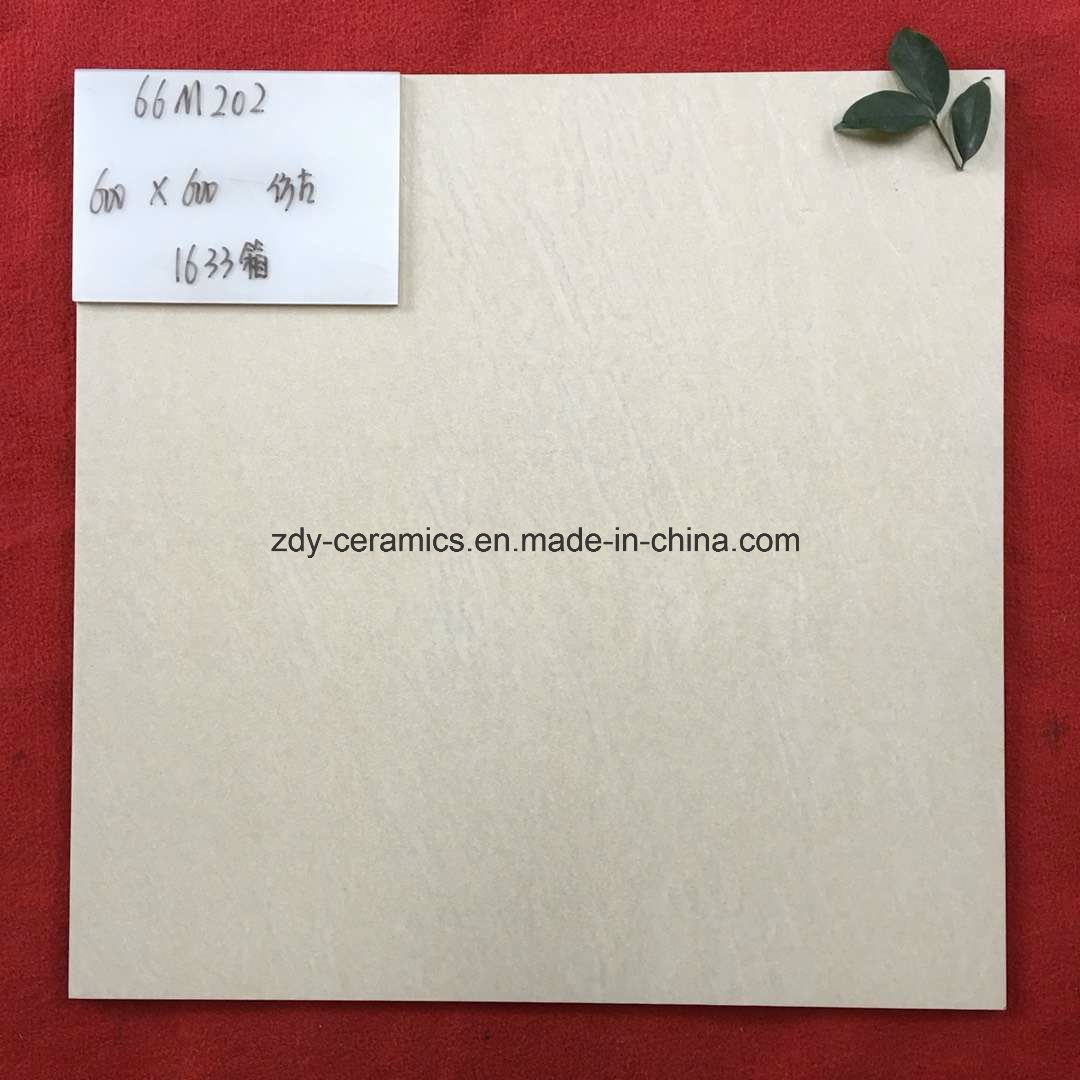 66M202
600 X 600 仿古
1633箱
zdy-ceramics.en.made-in-china.com